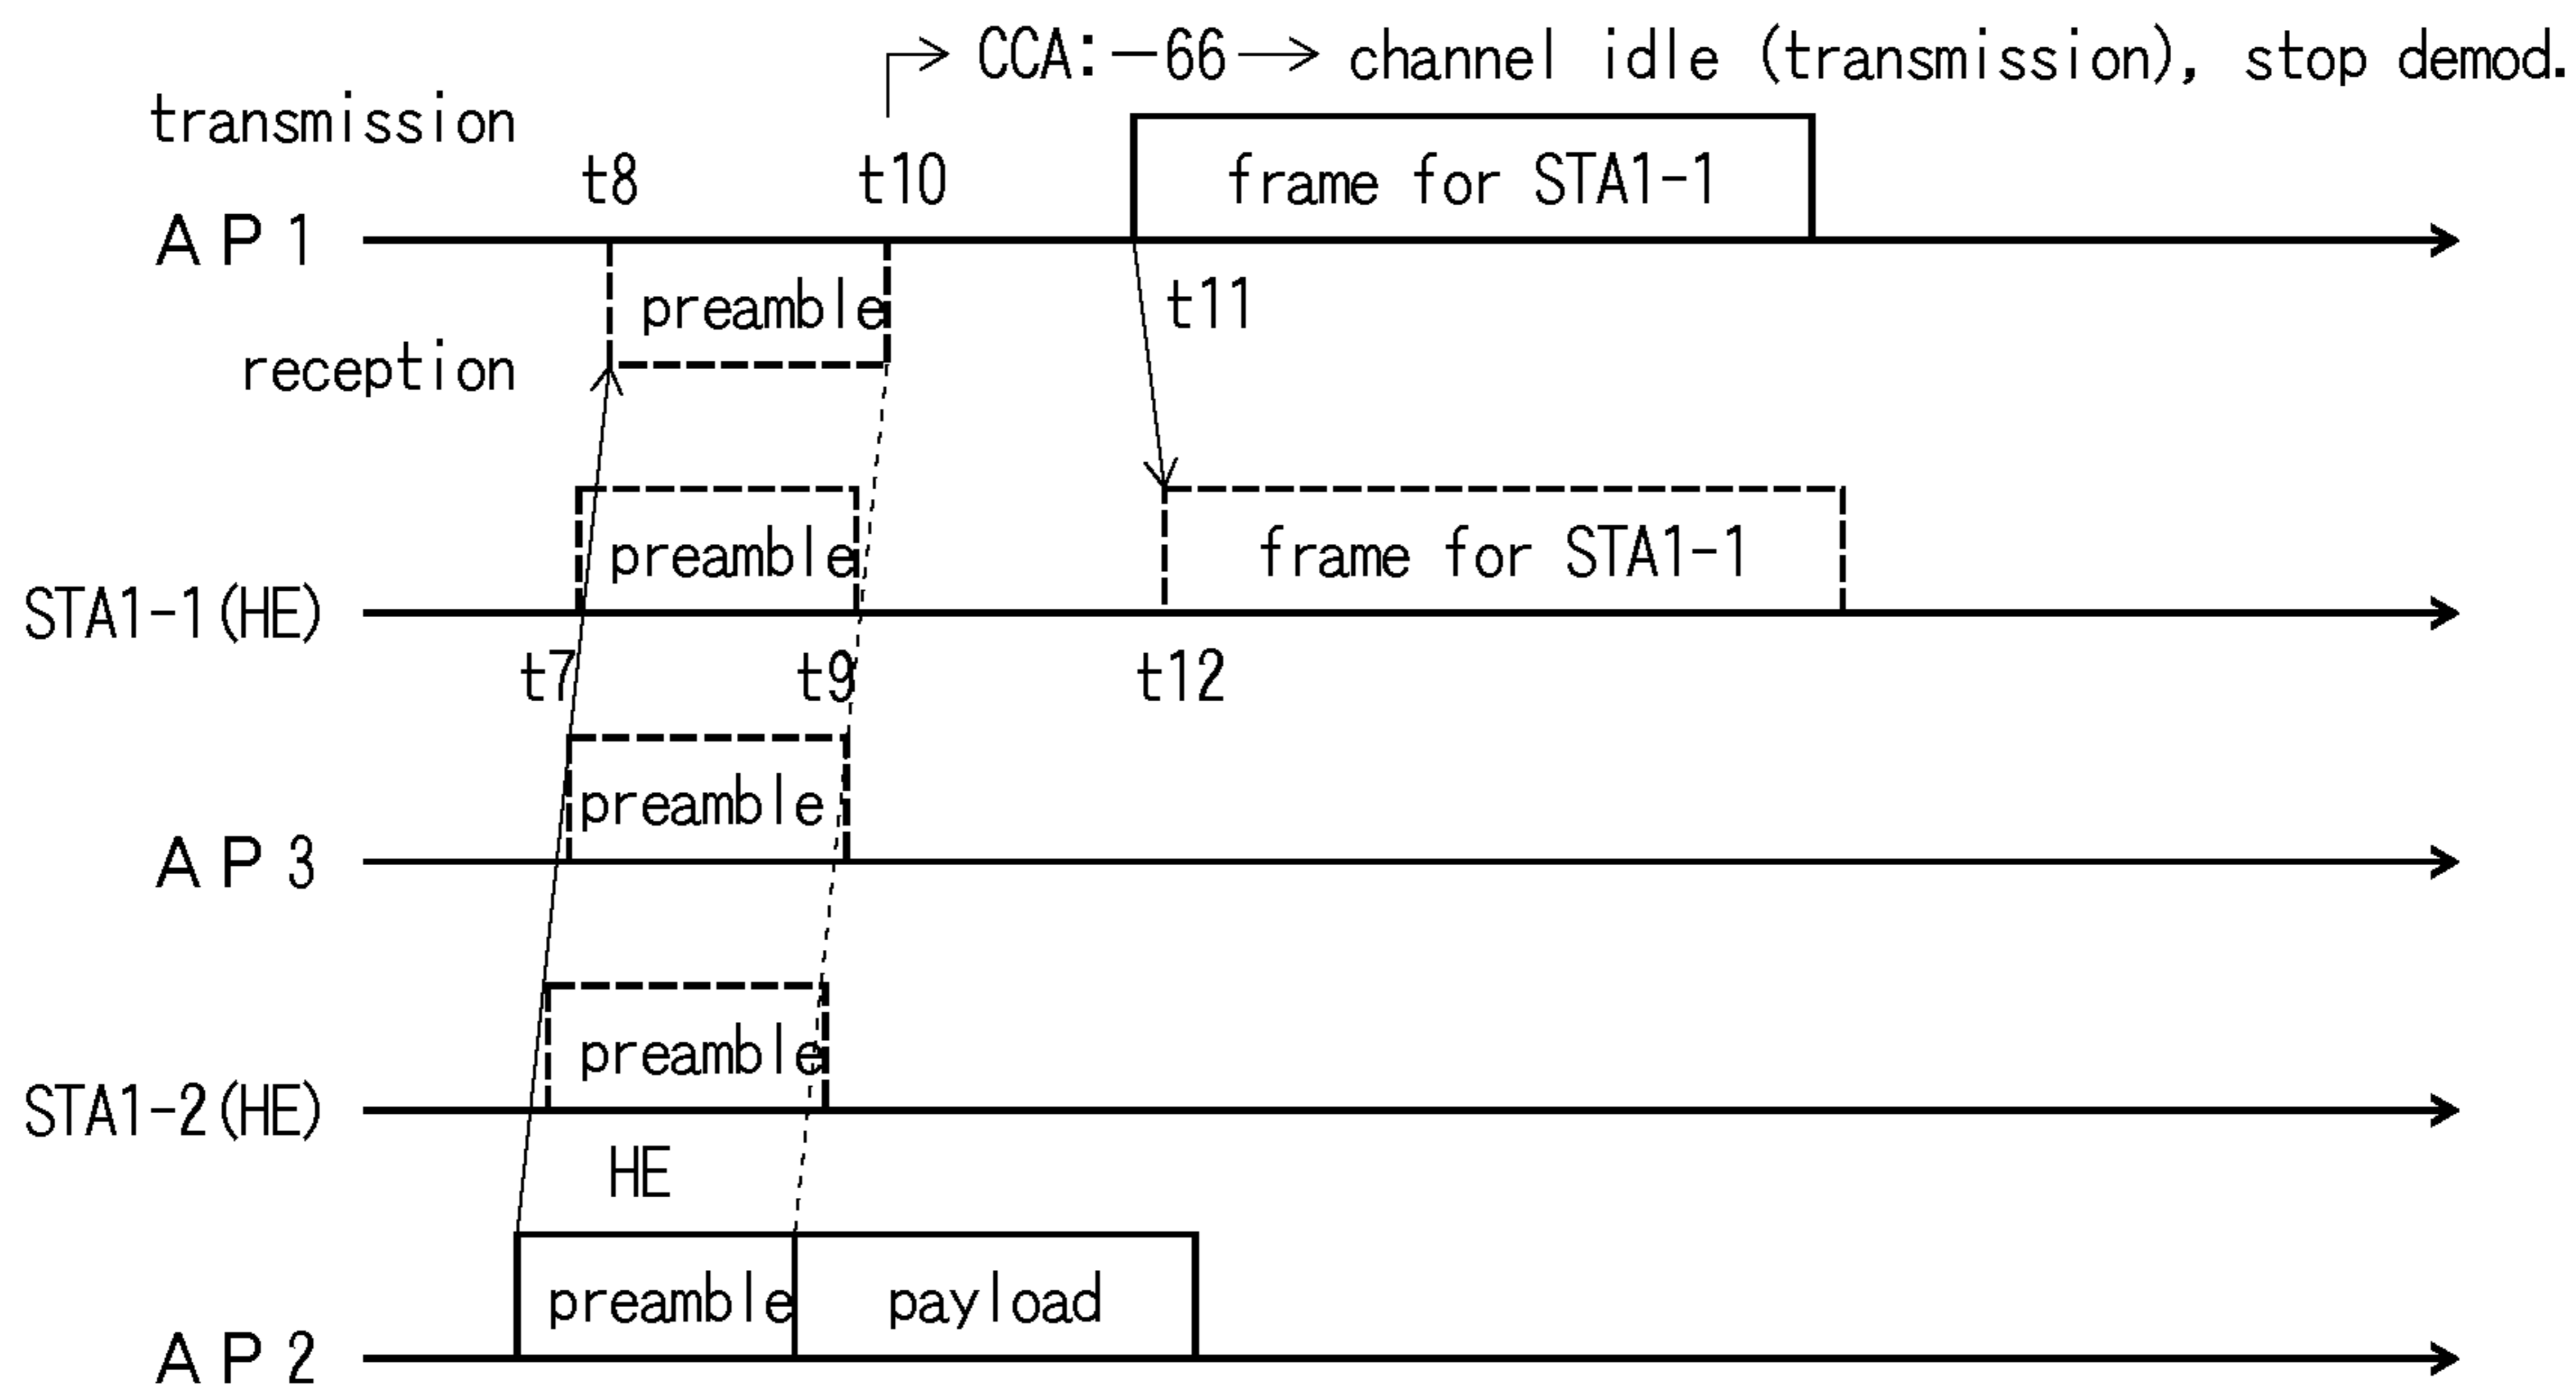 CCA:−66 → channel idle (transmission), stop demod.
transmission
t8 t10 frame for STA1-1
AP1
preamble t11
reception
preamble frame for STA1-1
STA1-1(HE)
t7 t9 t12
preamble
AP3
preamble
STA1-2(HE)
HE
preamble payload
AP2